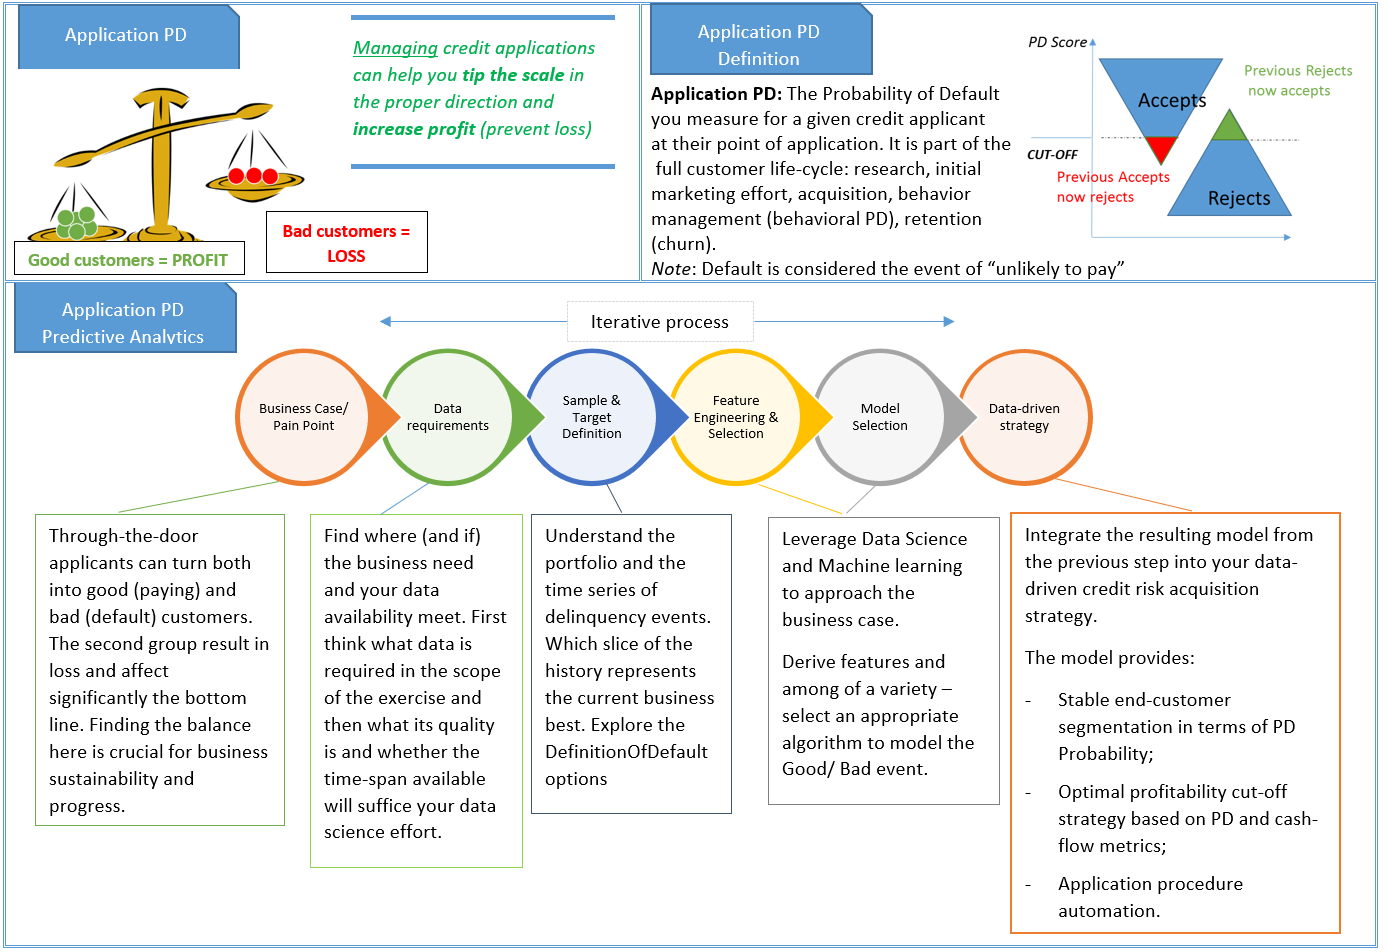 Application PD
Managing credit applications
can help you tip the scale in
the proper direction and
increase profit (prevent loss)
Bad customers =
LOSS
Good customers = PROFIT
Application PD
Definition
Application PD: The Probability of Default
you measure for a given credit applicant
at their point of application. It is part of the
full customer life-cycle: research, initial
marketing effort, acquisition, behavior
management (behavioral PD), retention
(churn).
Note: Default is considered the event of “unlikely to pay”
PD Score
Accepts
Previous Rejects
now accepts
CUT-OFF
Previous Accepts
now rejects
Rejects
Application PD
Predictive Analytics
Iterative process
Business Case/
Pain Point
Data
requirements
Sample &
Target
Definition
Feature
Engineering &
Selection
Model
Selection
Data-driven
strategy
Through-the-door
applicants can turn both
into good (paying) and
bad (default) customers.
The second group result in
loss and affect
significantly the bottom
line. Finding the balance
here is crucial for business
sustainability and
progress.
Find where (and if)
the business need
and your data
availability meet. First
think what data is
required in the scope
of the exercise and
then what its quality
is and whether the
time-span available
will suffice your data
science effort.
Understand the
portfolio and the
time series of
delinquency events.
Which slice of the
history represents
the current business
best. Explore the
DefinitionOfDefault
options
Leverage Data Science
and Machine learning
to approach the
business case.
Derive features and
among of a variety –
select an appropriate
algorithm to model the
Good/ Bad event.
Integrate the resulting model from
the previous step into your data-
driven credit risk acquisition
strategy.
The model provides:
- Stable end-customer
segmentation in terms of PD
Probability;
- Optimal profitability cut-off
strategy based on PD and cash-
flow metrics;
- Application procedure
automation.